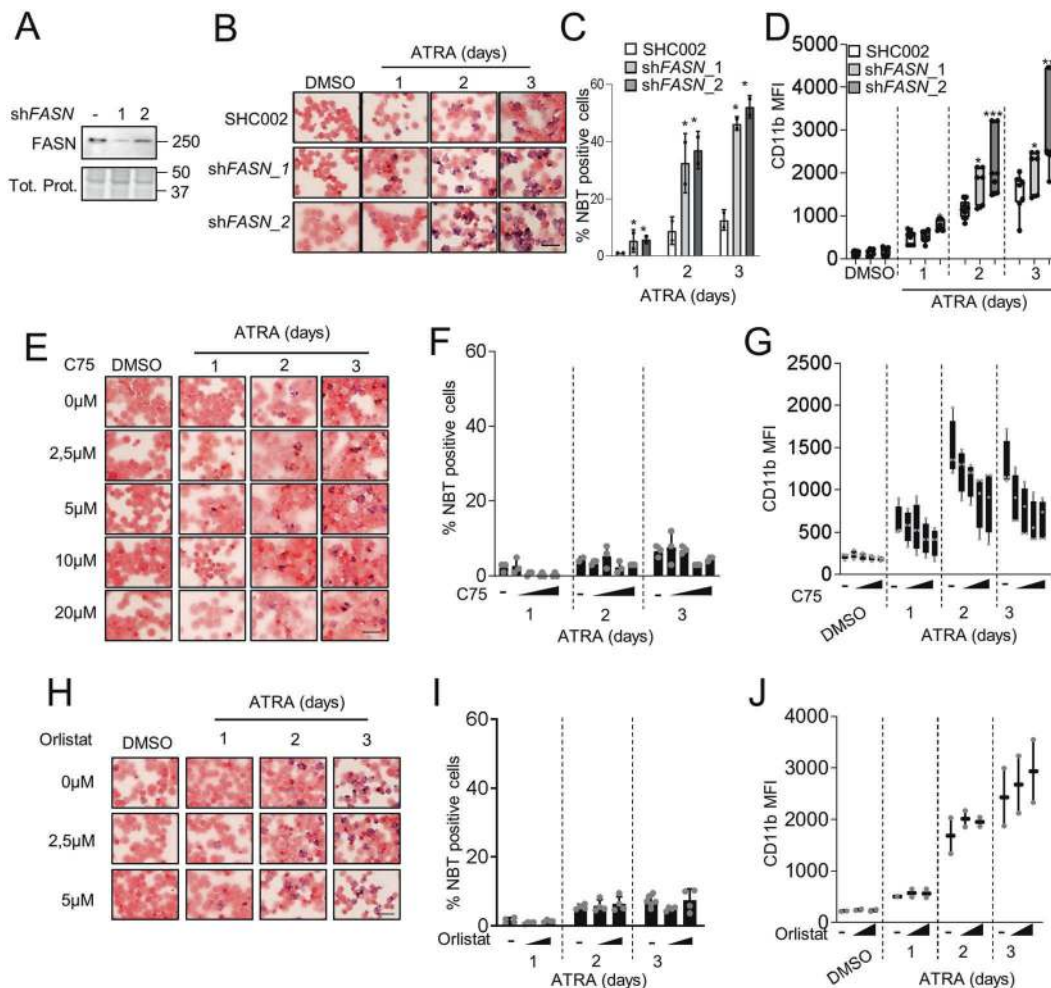 A
shFASN - 1 2
FASN
250
Tot. Prot.
50
37
B
ATRA (days)
DMSO 1 2 3
SHC002
shFASN_1
shFASN_2
C
SHC002
shFASN_1
shFASN_2
% NBT positive cells
60
40
20
0
* * * * * *
1 2 3
ATRA (days)
D
SHC002
shFASN_1
shFASN_2
CD11b MFI
5000
4000
3000
2000
1000
0
* *** *
DMSO 1 2 3
ATRA (days)
E
ATRA (days)
C75 DMSO 1 2 3
0µM
2,5µM
5µM
10µM
20µM
F
% NBT positive cells
60
40
20
0
C75 - - -
1 2 3
ATRA (days)
G
CD11b MFI
2500
2000
1500
1000
500
0
C75 - - - -
DMSO 1 2 3
ATRA (days)
H
ATRA (days)
Orlistat DMSO 1 2 3
0µM
2,5µM
5µM
I
% NBT positive cells
60
40
20
0
Orlistat - - -
1 2 3
ATRA (days)
J
CD11b MFI
4000
3000
2000
1000
0
Orlistat - - - -
DMSO 1 2 3
ATRA (days)